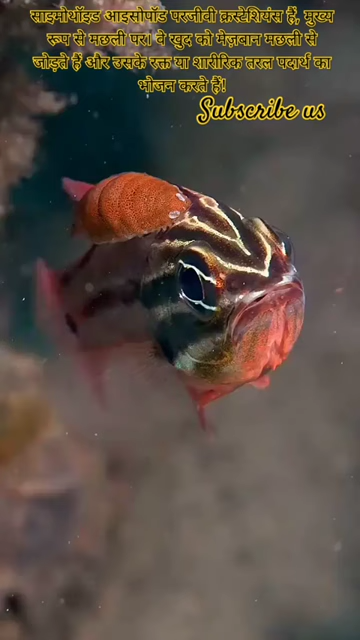 साइमोथॉइड आइसोपॉड परजीवी क्रस्टेशियंस हैं, मुख्य
रूप से मछली पर। वे खुद को मेज़बान मछली से
जोड़ते हैं और उसके रक्त या शारीरिक तरल पदार्थ का
भोजन करते हैं!
Subscribe us